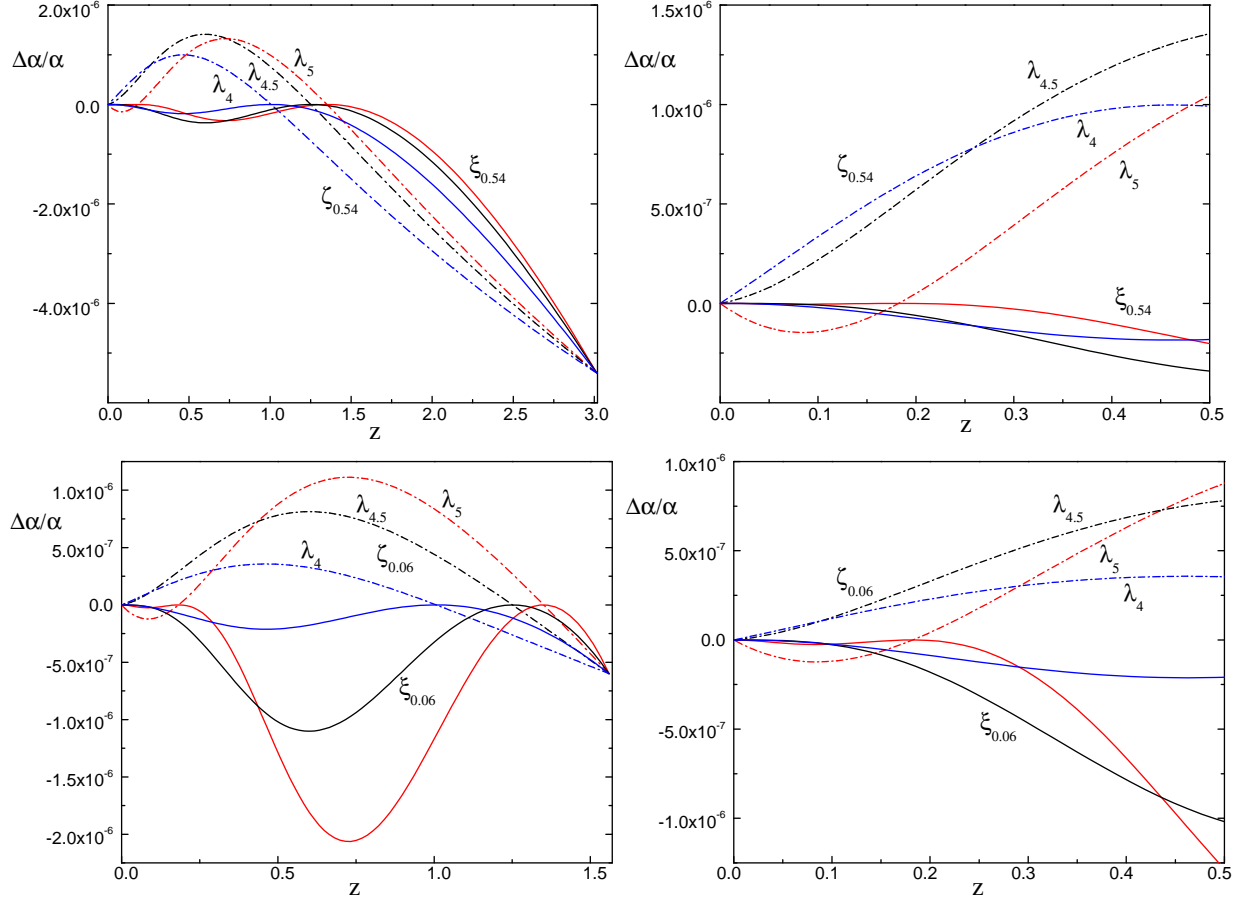 2.0x10⁻⁶
Δα/α
0.0
-2.0x10⁻⁶
-4.0x10⁻⁶
λ₄
λ₄.₅
λ₅
ξ₀.₅₄
ζ₀.₅₄
0.0 0.5 1.0 1.5 2.0 2.5 3.0
z
1.5x10⁻⁶
Δα/α
1.0x10⁻⁶
5.0x10⁻⁷
0.0
λ₄.₅
λ₄
λ₅
ζ₀.₅₄
ξ₀.₅₄
0.0 0.1 0.2 0.3 0.4 0.5
z
1.0x10⁻⁶
Δα/α
5.0x10⁻⁷
0.0
-5.0x10⁻⁷
-1.0x10⁻⁶
-1.5x10⁻⁶
-2.0x10⁻⁶
λ₄.₅
λ₅
λ₄
ζ₀.₀₆
ξ₀.₀₆
0.0 0.5 1.0 1.5
z
1.0x10⁻⁶
Δα/α
5.0x10⁻⁷
0.0
-5.0x10⁻⁷
-1.0x10⁻⁶
λ₄.₅
λ₅
λ₄
ζ₀.₀₆
ξ₀.₀₆
0.0 0.1 0.2 0.3 0.4 0.5
z